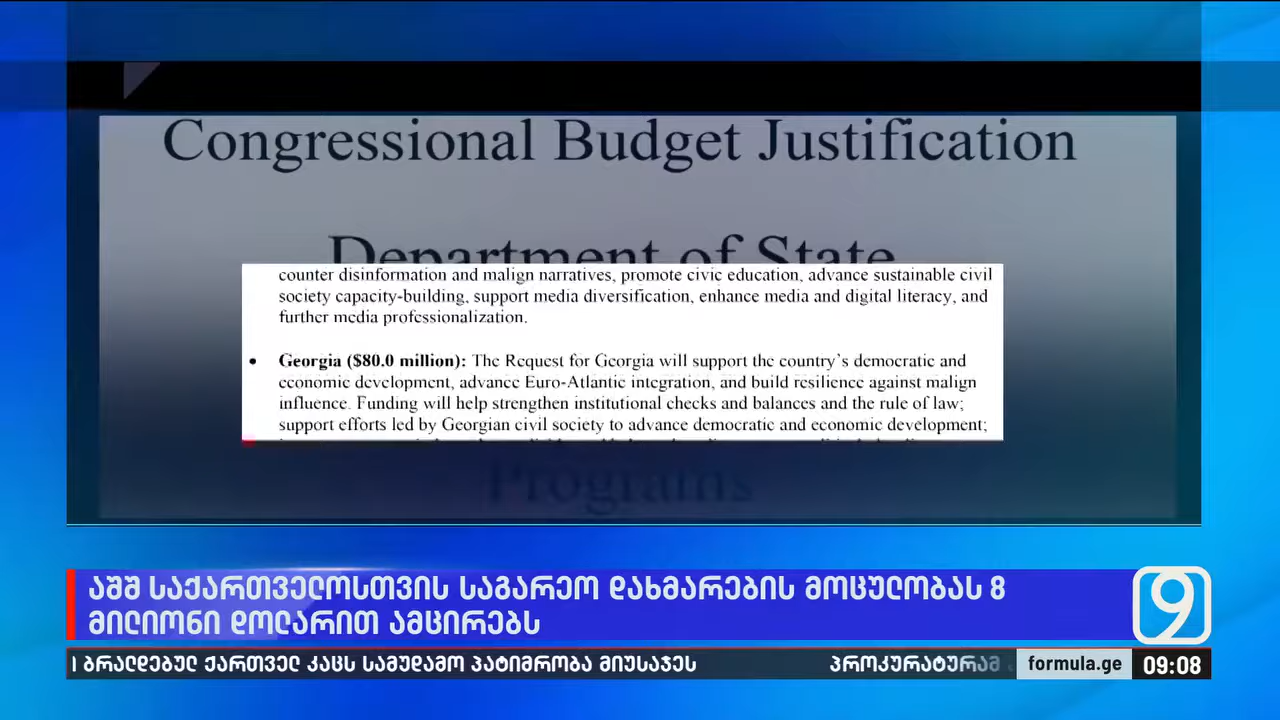 Congressional Budget Justification
Department of State
counter disinformation and malign narratives, promote civic education, advance sustainable civil
society capacity-building, support media diversification, enhance media and digital literacy, and
further media professionalization.
• Georgia ($80.0 million): The Request for Georgia will support the country's democratic and
economic development, advance Euro-Atlantic integration, and build resilience against malign
influence. Funding will help strengthen institutional checks and balances and the rule of law;
support efforts led by Georgian civil society to advance democratic and economic development;
Programs
აშშ საქართველოსთვის საგარეო დახმარების მოცულობას 8
მილიონი დოლარით ამცირებს
9
ბრალდებულ ქართველ კაცს სამუდამო პატიმრობა მიუსაჯეს
პროკურატურამ
formula.ge
09:08